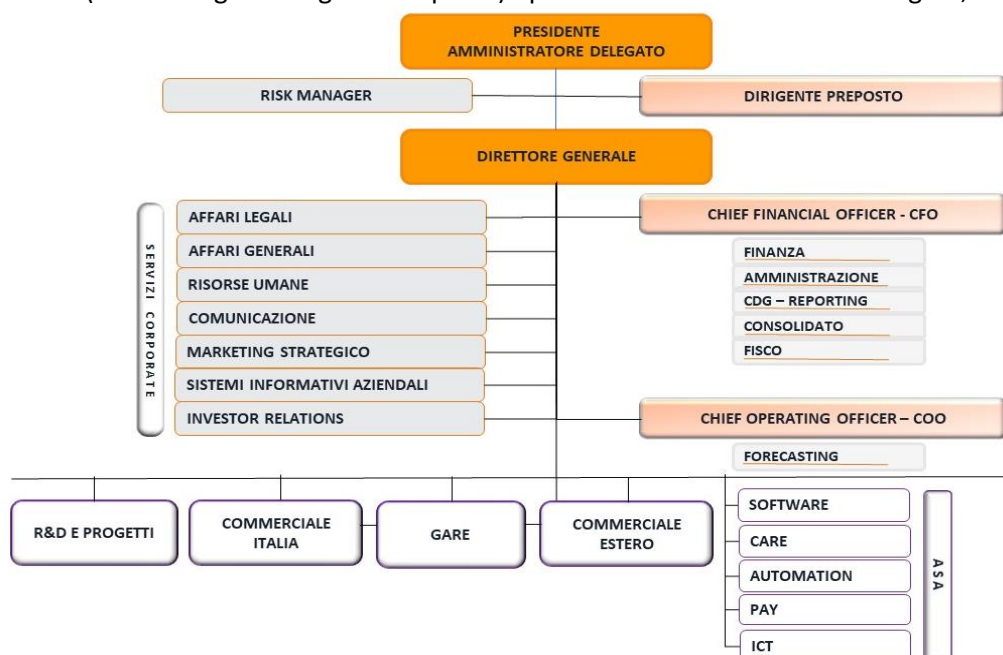 PRESIDENTE
AMMINISTRATORE DELEGATO
RISK MANAGER
DIRIGENTE PREPOSTO
DIRETTORE GENERALE
SERVIZI CORPORATE
AFFARI LEGALI
AFFARI GENERALI
RISORSE UMANE
COMUNICAZIONE
MARKETING STRATEGICO
SISTEMI INFORMATIVI AZIENDALI
INVESTOR RELATIONS
CHIEF FINANCIAL OFFICER - CFO
FINANZA
AMMINISTRAZIONE
CDG – REPORTING
CONSOLIDATO
FISCO
CHIEF OPERATING OFFICER – COO
FORECASTING
R&D E PROGETTI
COMMERCIALE
ITALIA
GARE
COMMERCIALE
ESTERO
SOFTWARE
CARE
AUTOMATION
PAY
ICT
ASA